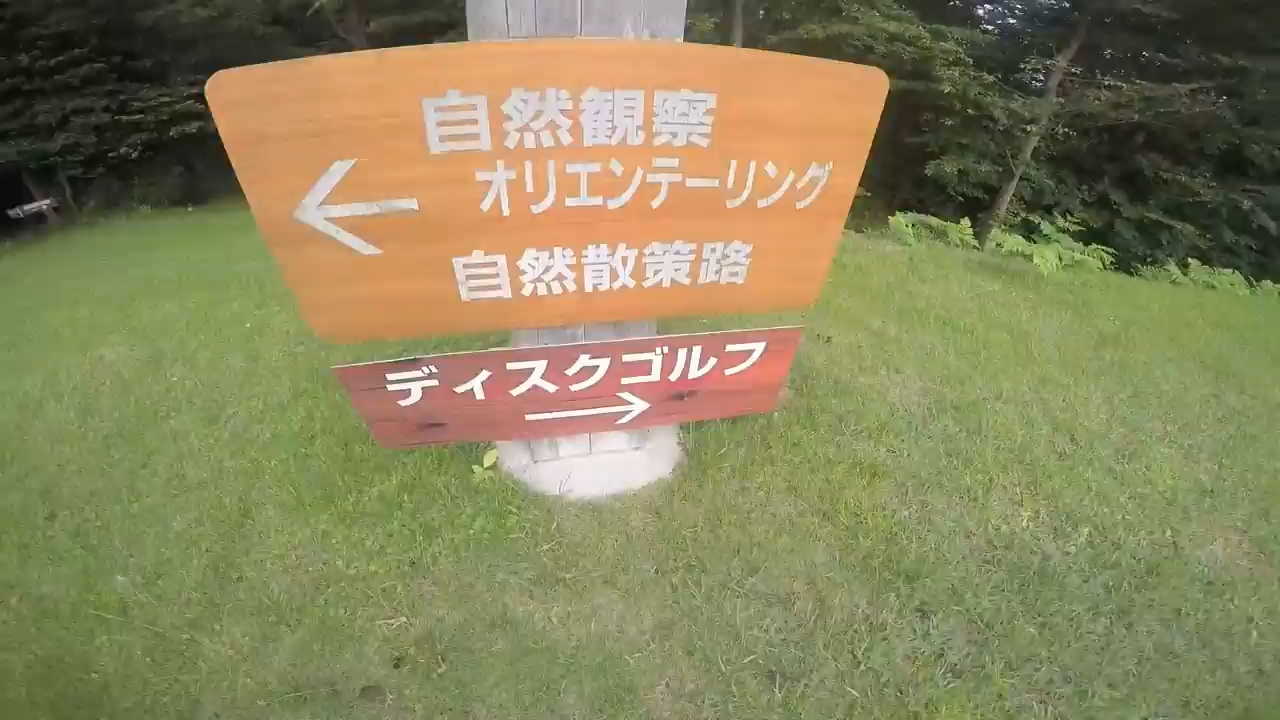 自然観察
オリエンテーリング
←
自然散策路
ディスクゴルフ
→